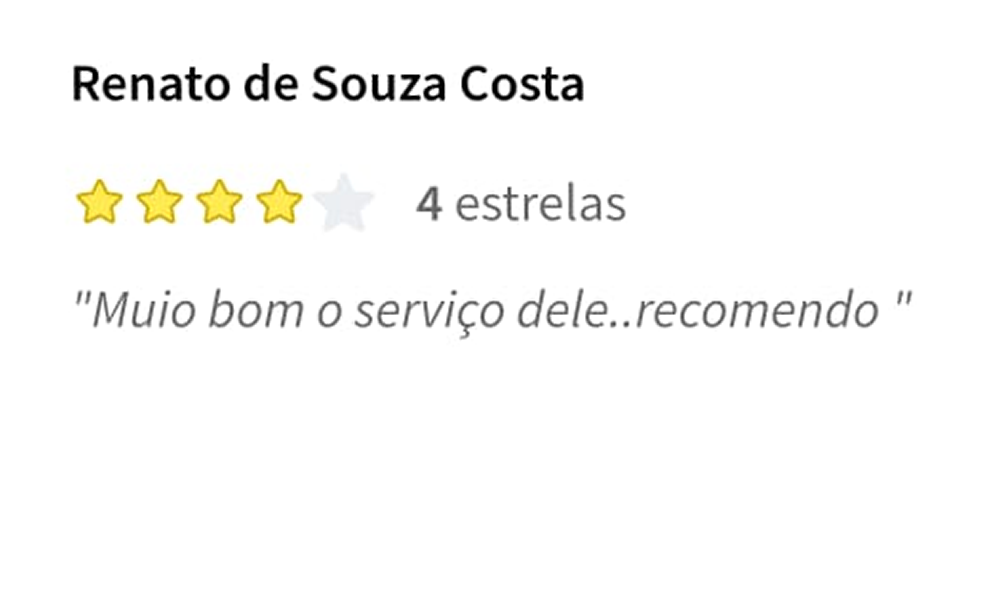 Renato de Souza Costa
4 estrelas
"Muio bom o serviço dele..recomendo "